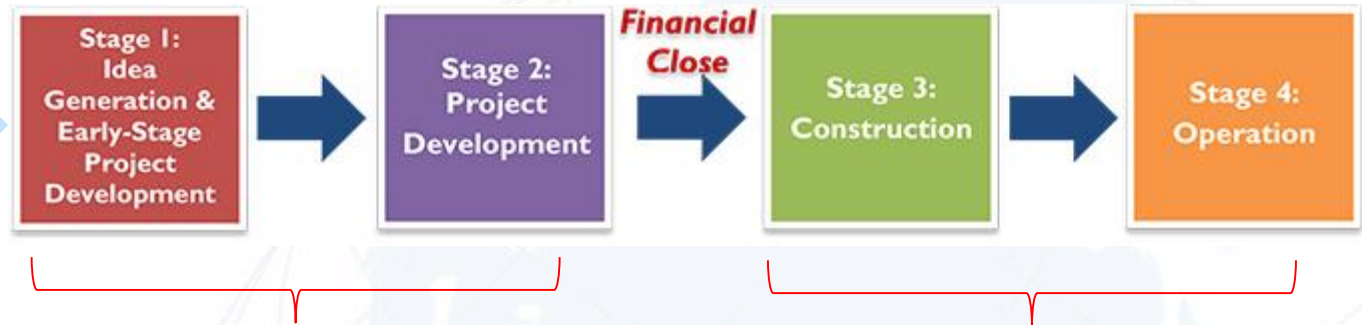 Stage 1:
Idea
Generation &
Early-Stage
Project
Development
Stage 2:
Project
Development
Financial
Close
Stage 3:
Construction
Stage 4:
Operation